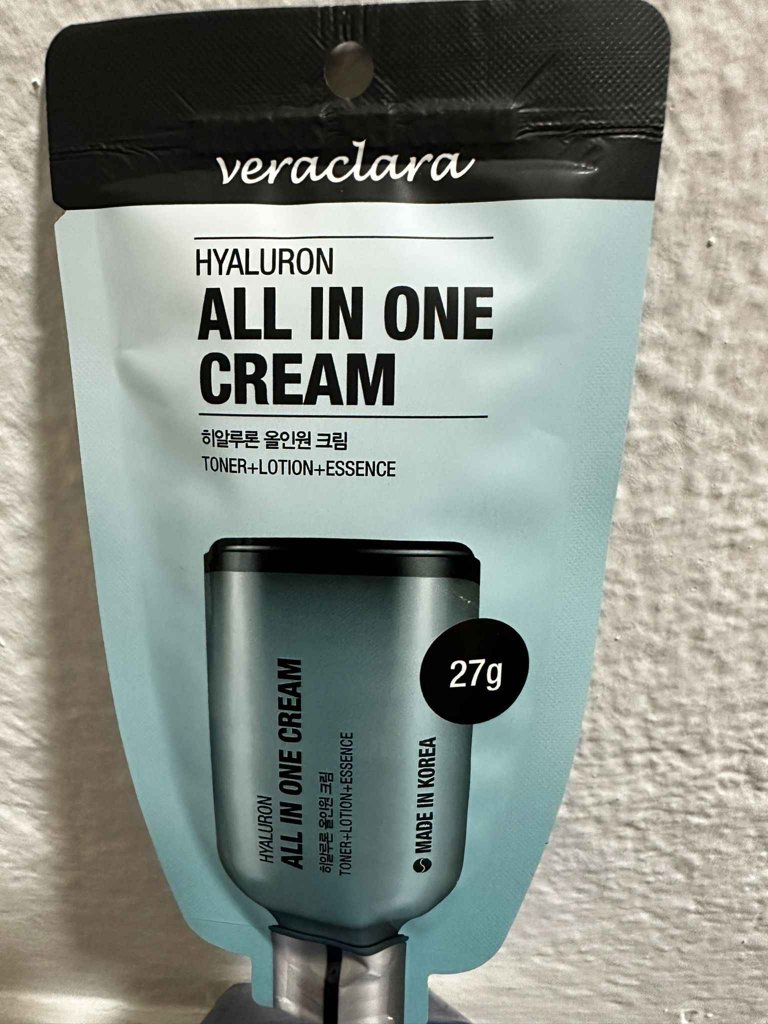 veraclara
HYALURON
ALL IN ONE
CREAM
히알루론 올인원 크림
TONER+LOTION+ESSENCE
27g
HYALURON
ALL IN ONE CREAM
히알루론 올인원 크림
TONER+LOTION+ESSENCE
MADE IN KOREA